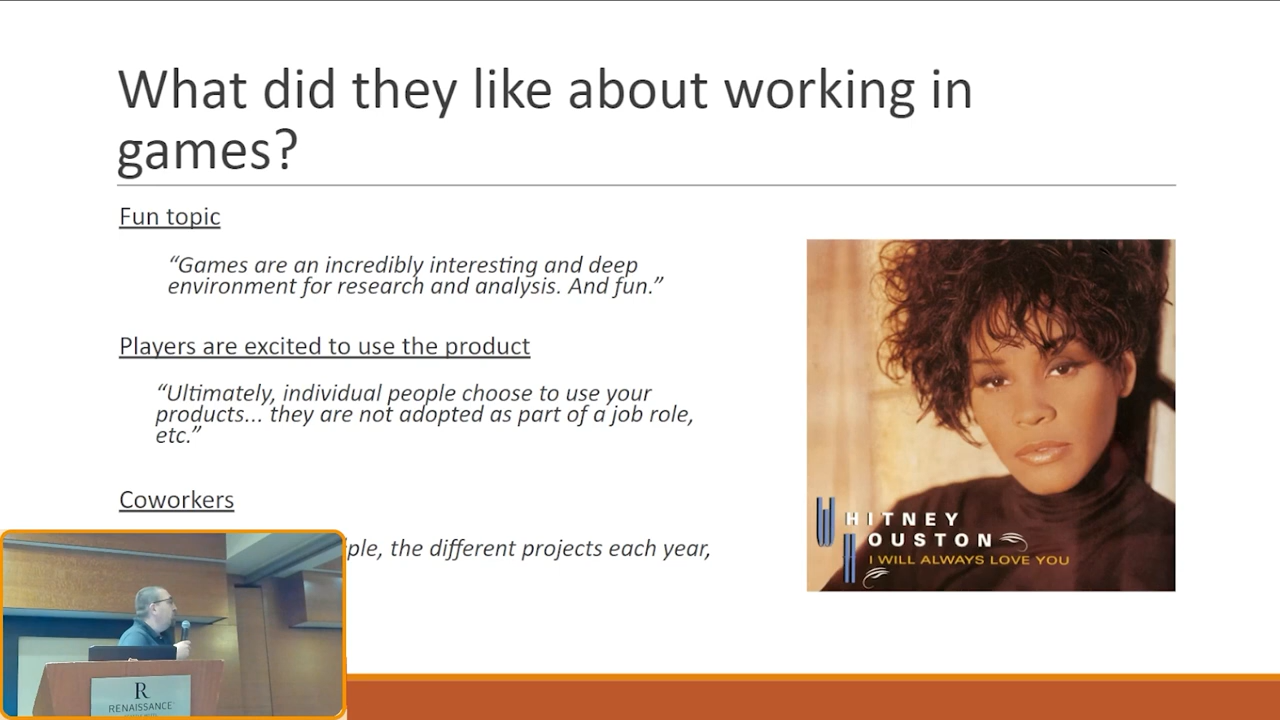 What did they like about working in
games?
Fun topic
“Games are an incredibly interesting and deep
environment for research and analysis. And fun.”
Players are excited to use the product
“Ultimately, individual people choose to use your
products... they are not adopted as part of a job role,
etc.”
Coworkers
the different projects each year,
WHITNEY
HOUSTON
I WILL ALWAYS LOVE YOU
R
RENAISSANCE